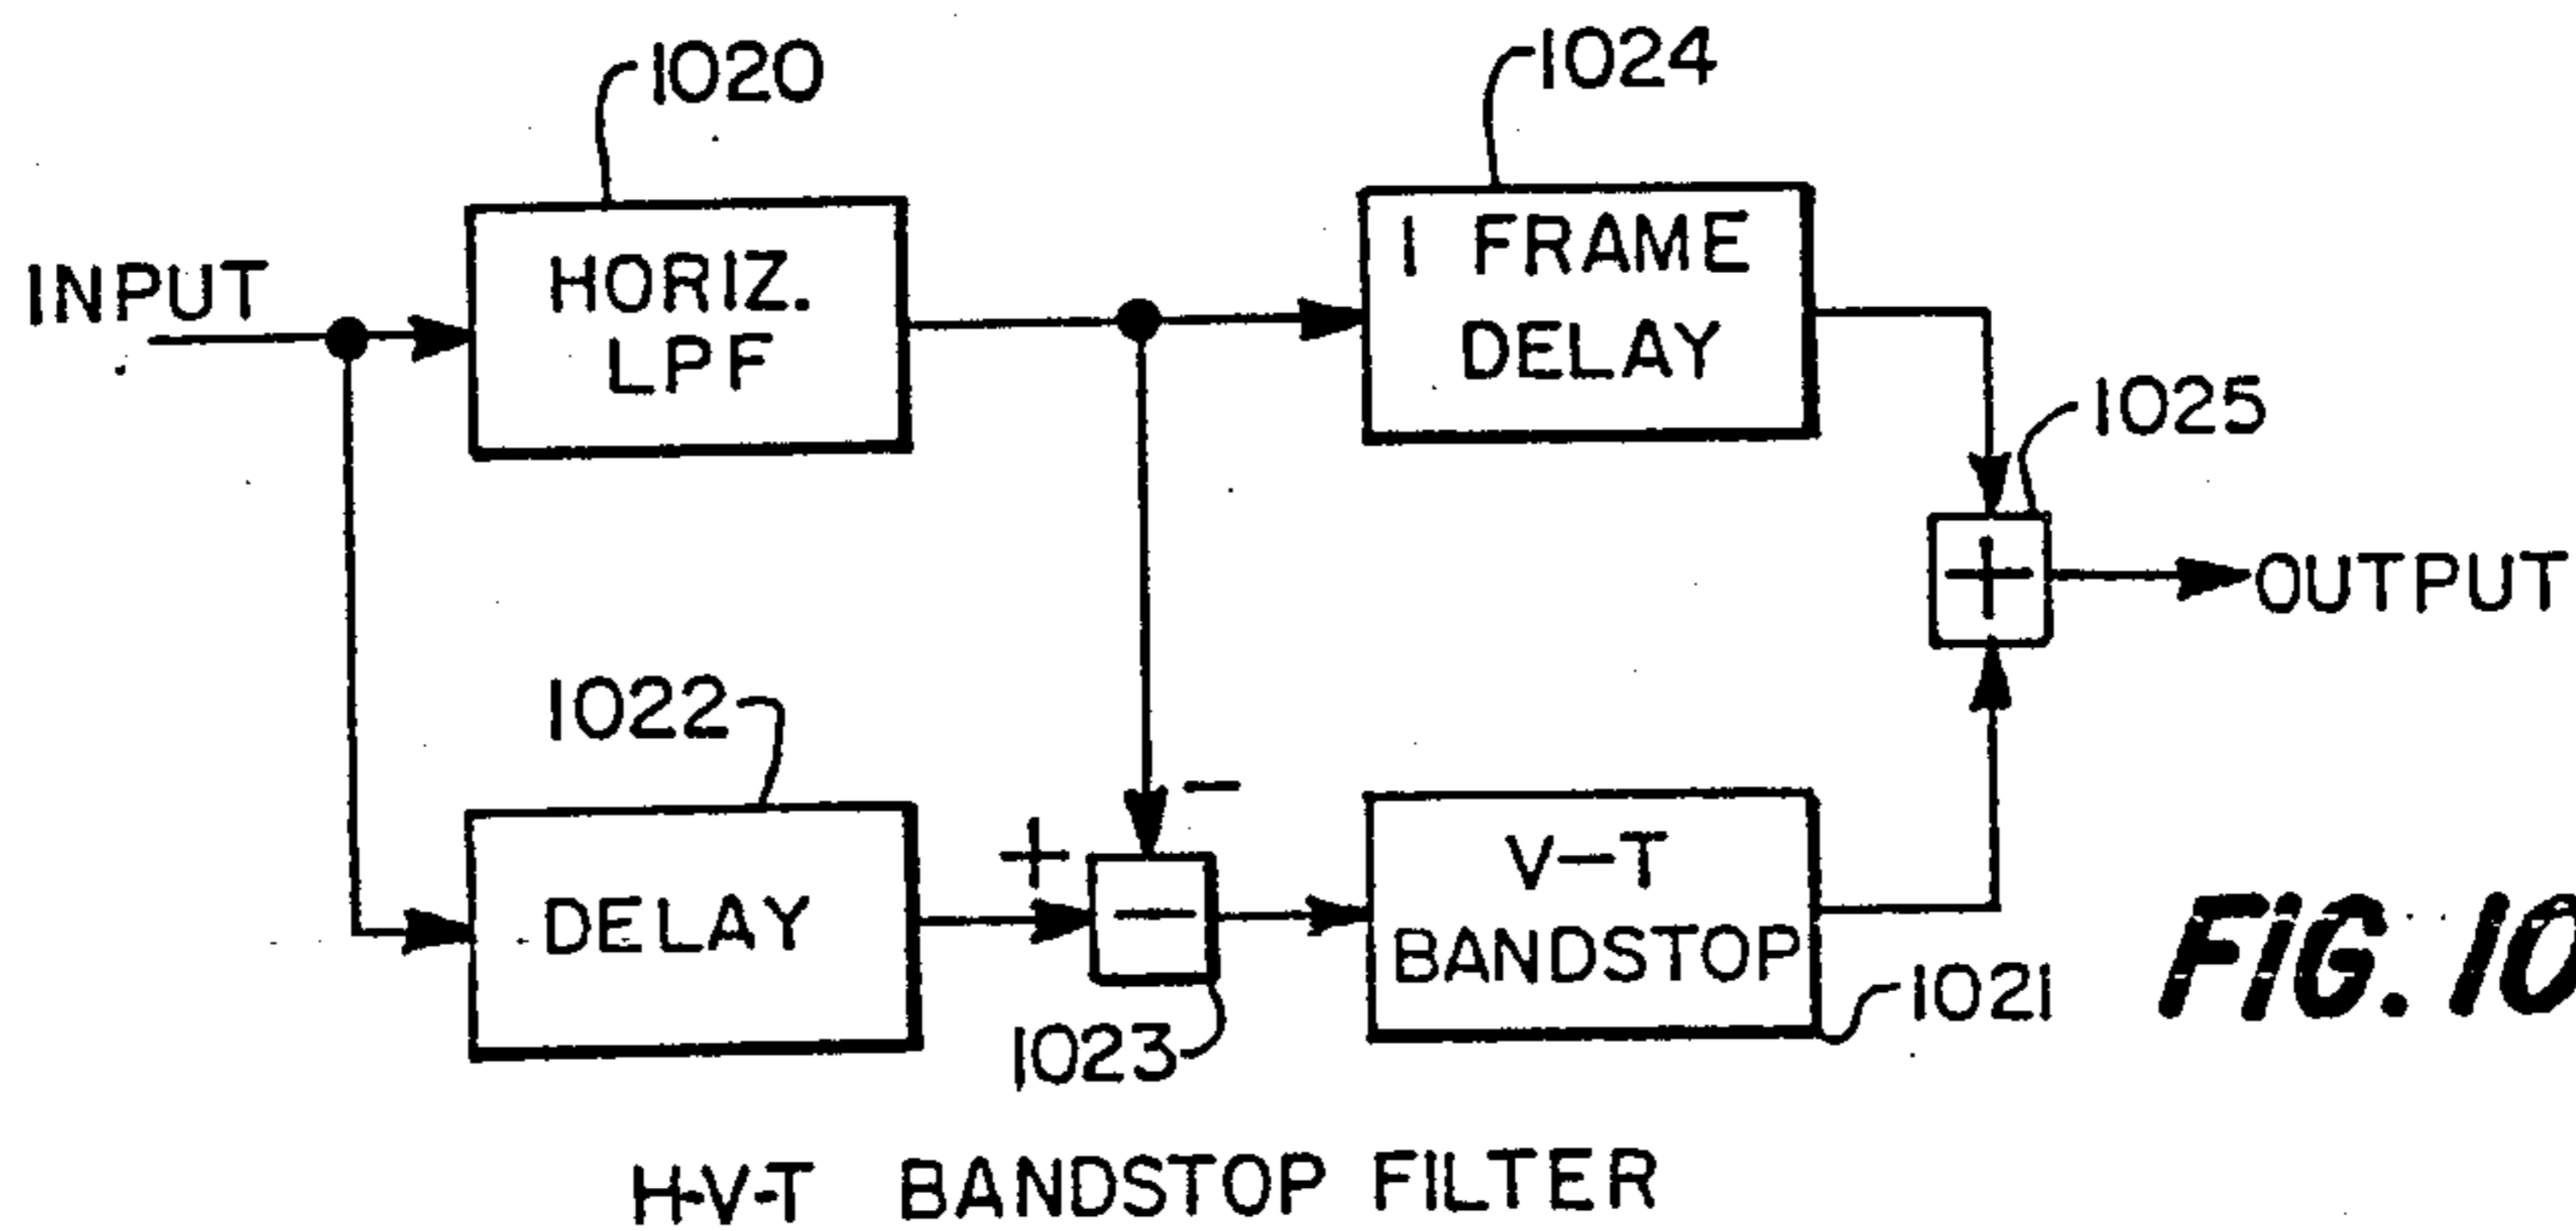 1020
1024
INPUT
HORIZ.
LPF
1 FRAME
DELAY
1025
+
OUTPUT
1022
DELAY
+
-
-
1023
V-T
BANDSTOP
1021
FIG. 10
H-V-T BANDSTOP FILTER